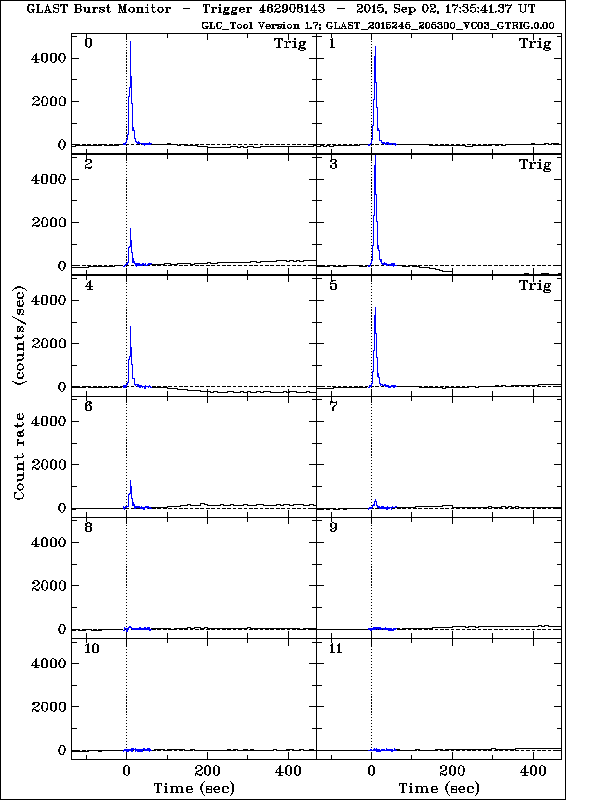 GLAST Burst Monitor – Trigger 462908143 – 2015, Sep 02, 17:35:41.37 UT
GLC_Tool Version 1.7; GLAST_2015246_206300_VC03_GTRIG.0.00
0 Trig 1 Trig
4000
2000
0
2 3 Trig
4000
2000
0
4 5 Trig
4000
2000
0
6 7
4000
2000
0
8 9
4000
2000
0
10 11
4000
2000
0
Count rate (counts/sec)
0 200 400 0 200 400
Time (sec) Time (sec)